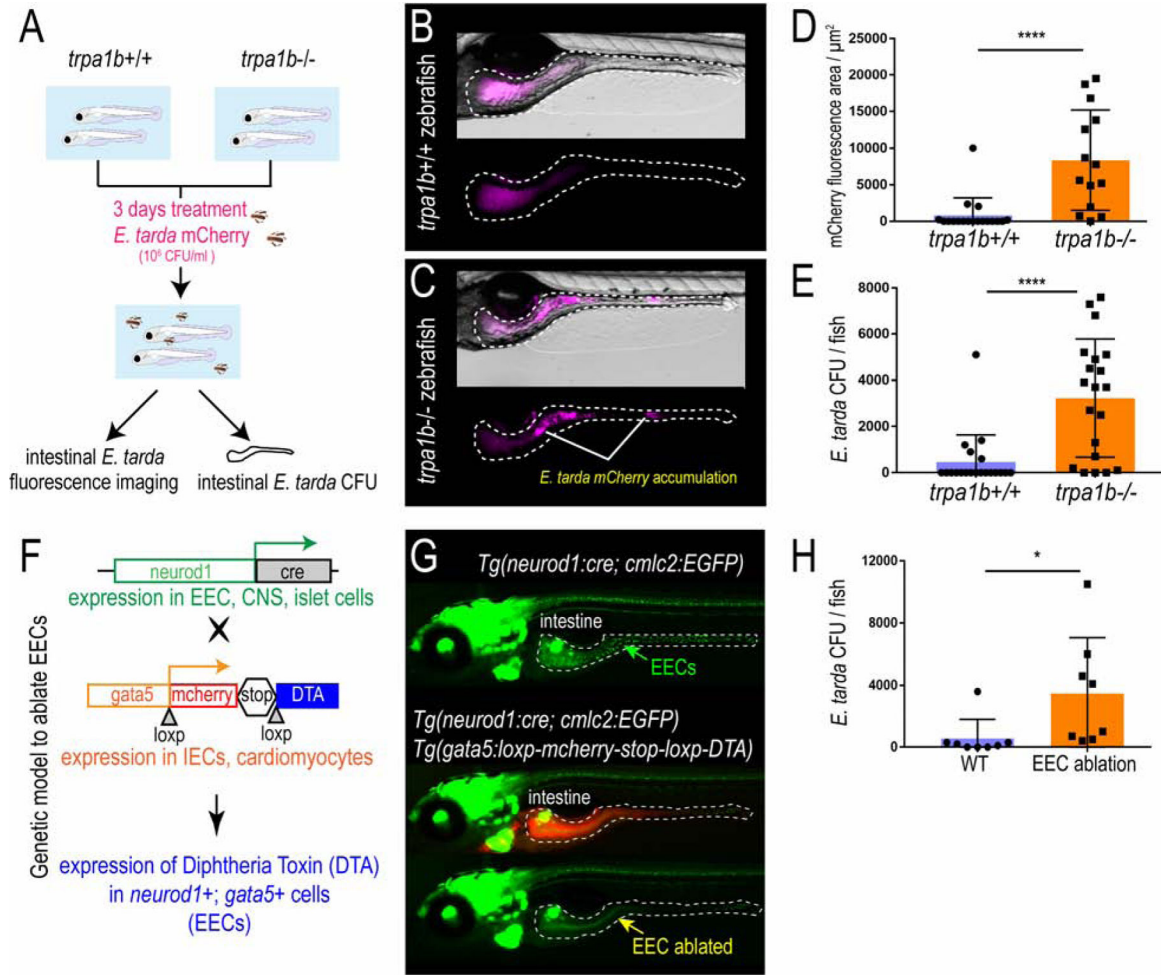 A
trpa1b+/+
trpa1b-/-
3 days treatment
E. tarda mCherry
(10⁶ CFU/ml )
intestinal E. tarda
fluorescence imaging
intestinal E. tarda CFU
B
trpa1b+/+ zebrafish
C
trpa1b-/- zebrafish
E. tarda mCherry accumulation
D
mCherry fluorescence area / µm²
25000
20000
15000
10000
5000
0
****
trpa1b+/+
trpa1b-/-
E
E. tarda CFU / fish
8000
6000
4000
2000
0
****
trpa1b+/+
trpa1b-/-
F
Genetic model to ablate EECs
neurod1
cre
expression in EEC, CNS, islet cells
gata5
mcherry
stop
DTA
loxp
loxp
expression in IECs, cardiomyocytes
expression of Diphtheria Toxin (DTA)
in neurod1+; gata5+ cells
(EECs)
G
Tg(neurod1:cre; cmlc2:EGFP)
intestine
EECs
Tg(neurod1:cre; cmlc2:EGFP)
Tg(gata5:loxp-mcherry-stop-loxp-DTA)
intestine
EEC ablated
H
E. tarda CFU / fish
12000
8000
4000
0
*
WT
EEC ablation